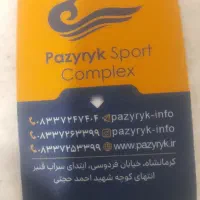 Pazyryk Sport
Complex
۰۸۳۳۷۲۴۷۴۰۴ pazyryk-info
۰۸۳۳۷۲۶۳۳۹۹ pazyryk-info
۰۸۳۳۷۲۵۳۳۹۹ www.pazyryk.ir
کرمانشاه، خیابان فردوسی، ابتدای سراب قنبر
انتهای کوچه شهید احمد حجتی